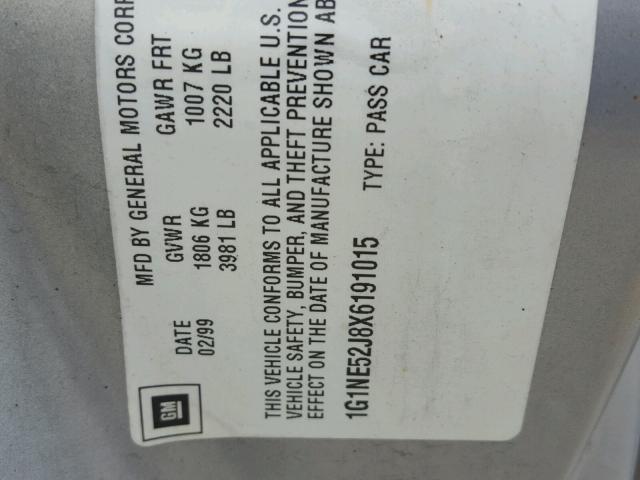 MFD BY GENERAL MOTORS CORP
DATE GVWR GAWR FRT
02/99 1806 KG 1007 KG
3981 LB 2220 LB
THIS VEHICLE CONFORMS TO ALL APPLICABLE U.S.
VEHICLE SAFETY, BUMPER, AND THEFT PREVENTION
EFFECT ON THE DATE OF MANUFACTURE SHOWN AB
1G1NE52J8X6191015 TYPE: PASS CAR
GM